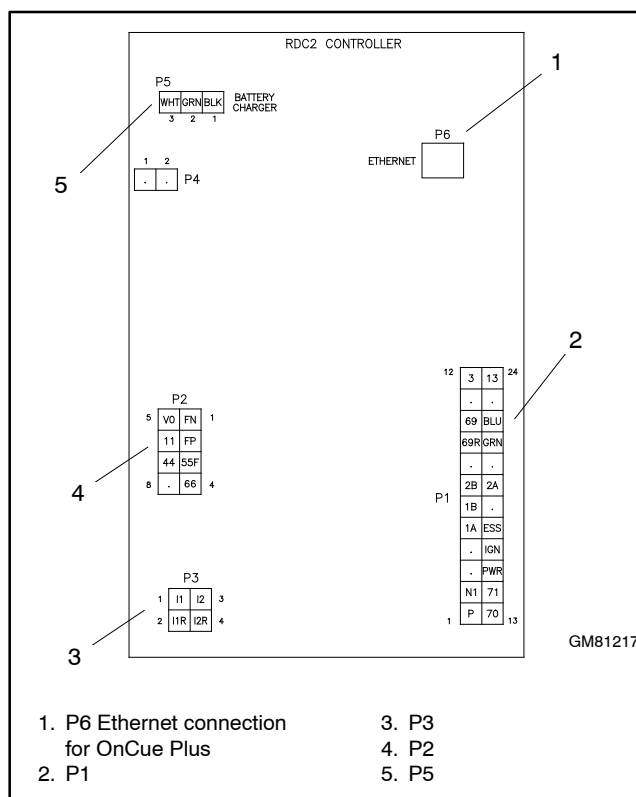 RDC2 CONTROLLER
1
P5
WHT GRN BLK
BATTERY
CHARGER
3 2 1
P6
ETHERNET
5
1 2
. . P4
2
12 3 13 24
. .
69 BLU
69R GRN
. .
2B 2A
P1
1B .
1A ESS
. IGN
. PWR
N1 71
1 P 70 13
P2
5 V0 FN 1
11 FP
44 55F
8 . 66 4
4
P3
1 I1 I2 3
2 I1R I2R 4
3
GM81217
1. P6 Ethernet connection
for OnCue Plus
2. P1
3. P3
4. P2
5. P5